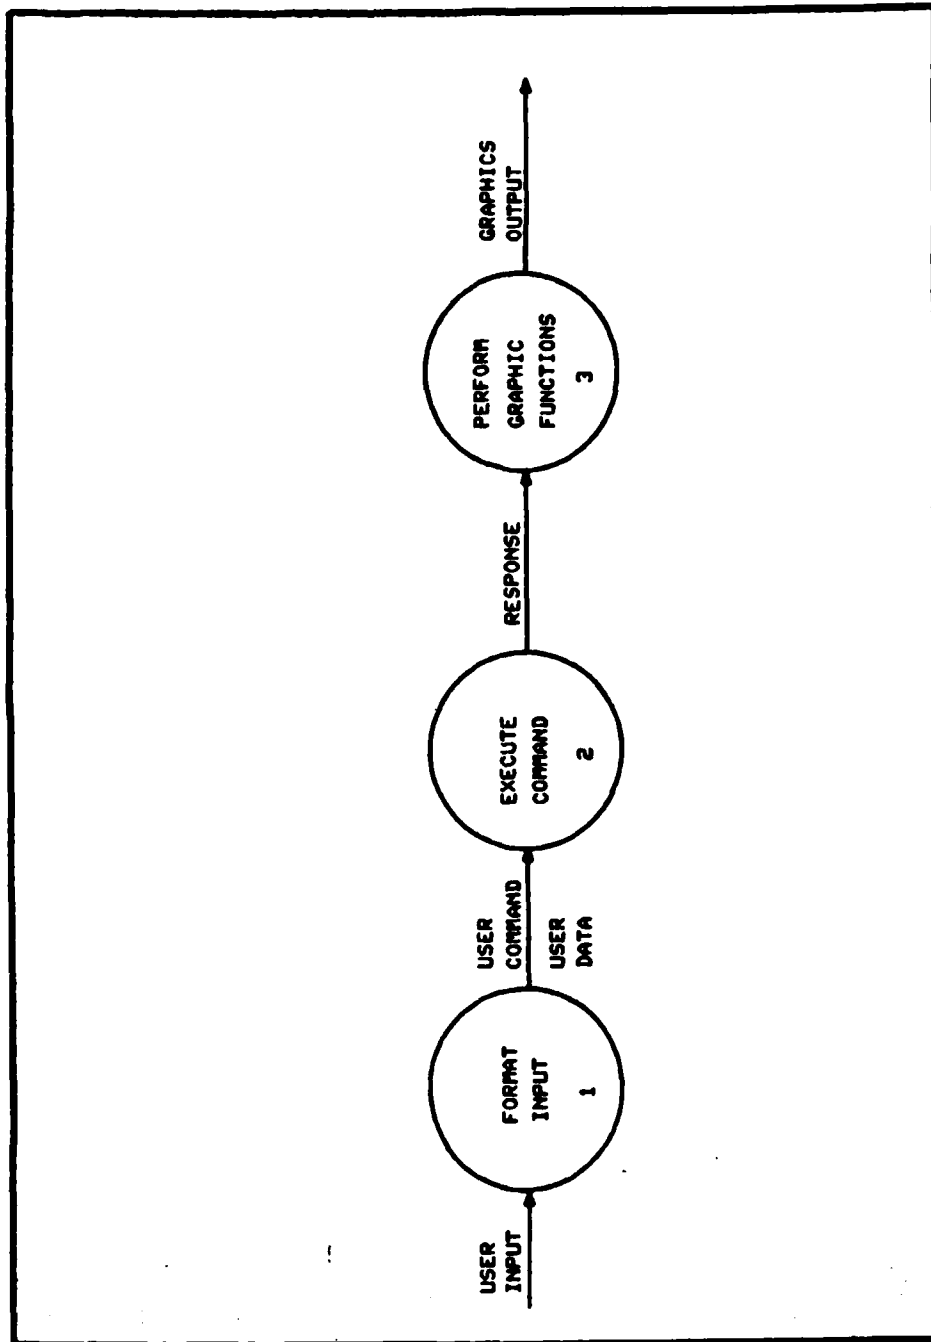 USER
INPUT
FORMAT
INPUT
1
USER
COMMAND
USER
DATA
EXECUTE
COMMAND
2
RESPONSE
PERFORM
GRAPHIC
FUNCTIONS
3
GRAPHICS
OUTPUT